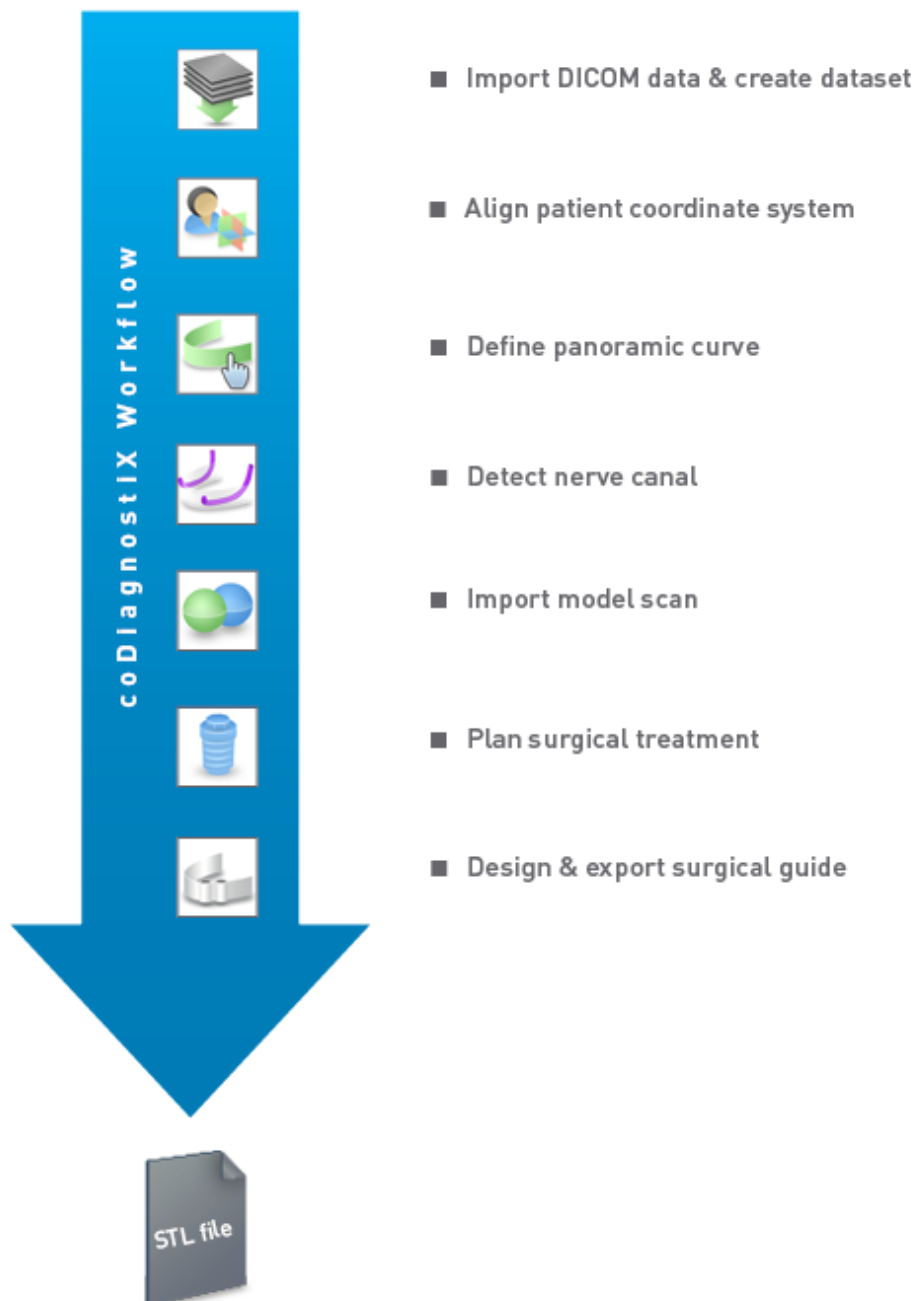 coDiagnostiX Workflow
■ Import DICOM data & create dataset
■ Align patient coordinate system
■ Define panoramic curve
■ Detect nerve canal
■ Import model scan
■ Plan surgical treatment
■ Design & export surgical guide
STL file